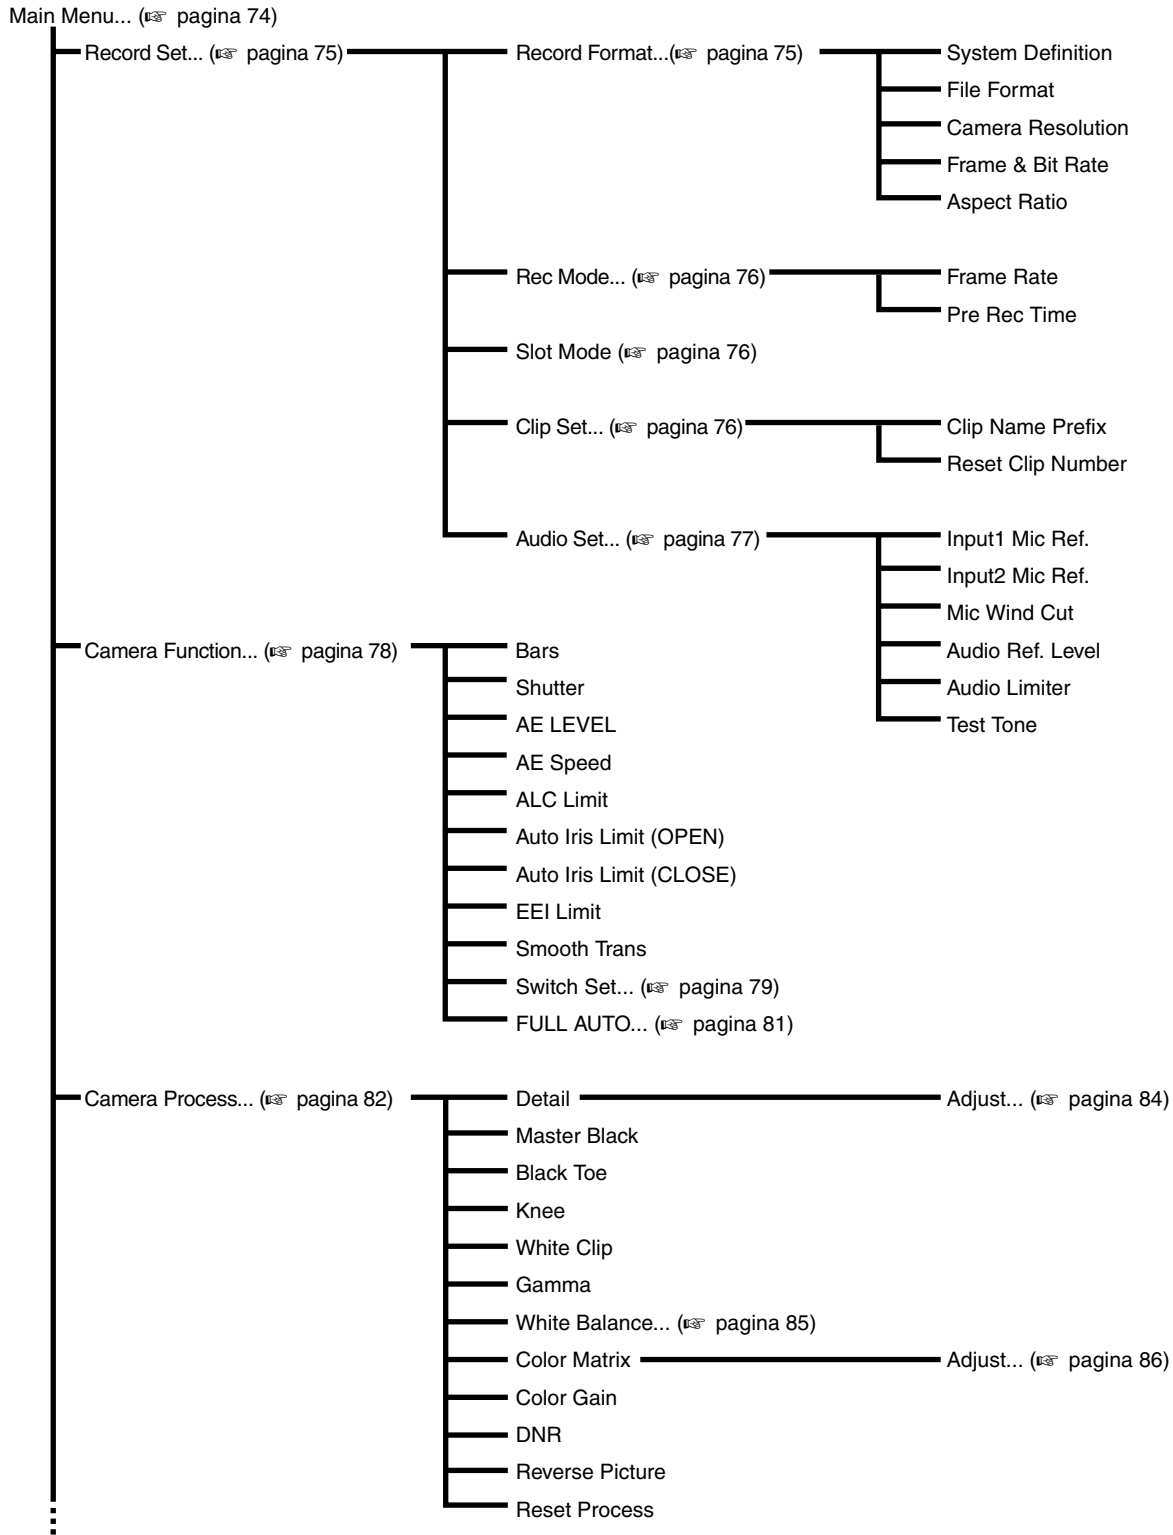 Main Menu... (☞ pagina 74)
Record Set... (☞ pagina 75)
Record Format...(☞ pagina 75)
System Definition
File Format
Camera Resolution
Frame & Bit Rate
Aspect Ratio
Rec Mode... (☞ pagina 76)
Frame Rate
Pre Rec Time
Slot Mode (☞ pagina 76)
Clip Set... (☞ pagina 76)
Clip Name Prefix
Reset Clip Number
Audio Set... (☞ pagina 77)
Input1 Mic Ref.
Input2 Mic Ref.
Mic Wind Cut
Audio Ref. Level
Audio Limiter
Test Tone
Camera Function... (☞ pagina 78)
Bars
Shutter
AE LEVEL
AE Speed
ALC Limit
Auto Iris Limit (OPEN)
Auto Iris Limit (CLOSE)
EEI Limit
Smooth Trans
Switch Set... (☞ pagina 79)
FULL AUTO... (☞ pagina 81)
Camera Process... (☞ pagina 82)
Detail
Adjust... (☞ pagina 84)
Master Black
Black Toe
Knee
White Clip
Gamma
White Balance... (☞ pagina 85)
Color Matrix
Adjust... (☞ pagina 86)
Color Gain
DNR
Reverse Picture
Reset Process